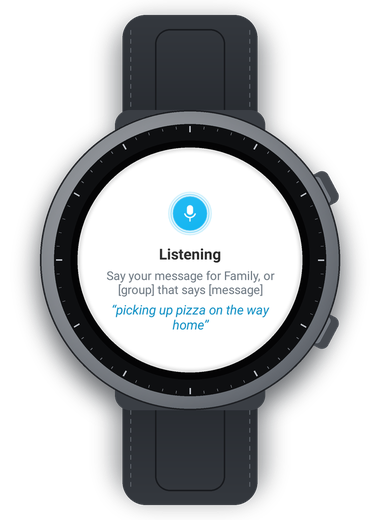 Listening
Say your message for Family, or
[group] that says [message]
“picking up pizza on the way
home”